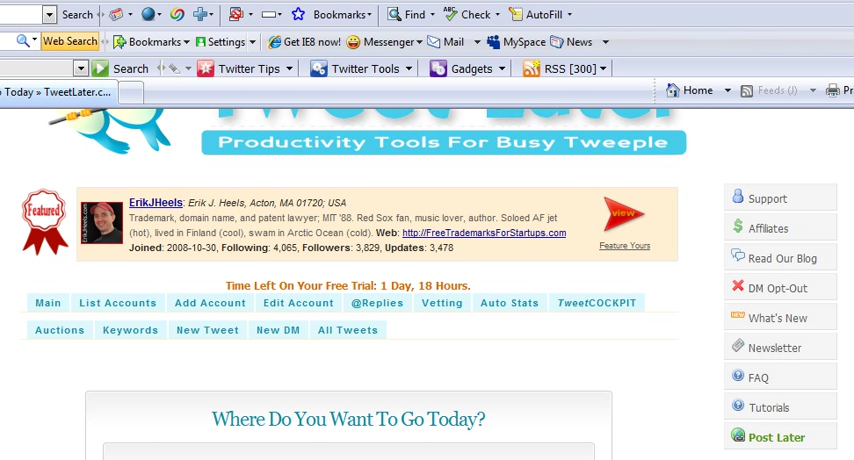 Search Bookmarks Find Check AutoFill
Web Search Bookmarks Settings Get IE8 now! Messenger Mail MySpace News
Search Twitter Tips Twitter Tools Gadgets RSS [300]
Today » TweetLater.c... Home Feeds (J) Pr
Tweet Later
Productivity Tools For Busy Tweeple
Featured
ErikJHeels.com
ErikJHeels: Erik J. Heels, Acton, MA 01720; USA
Trademark, domain name, and patent lawyer; MIT '88. Red Sox fan, music lover, author. Soloed AF jet
(hot), lived in Finland (cool), swam in Arctic Ocean (cold). Web: http://FreeTrademarksForStartups.com
Joined: 2008-10-30, Following: 4,065, Followers: 3,829, Updates: 3,478
view
Feature Yours
Time Left On Your Free Trial: 1 Day, 18 Hours.
Main List Accounts Add Account Edit Account @Replies Vetting Auto Stats TweetCOCKPIT
Auctions Keywords New Tweet New DM All Tweets
Where Do You Want To Go Today?
Support
Affiliates
Read Our Blog
DM Opt-Out
NEW What's New
Newsletter
FAQ
Tutorials
Post Later